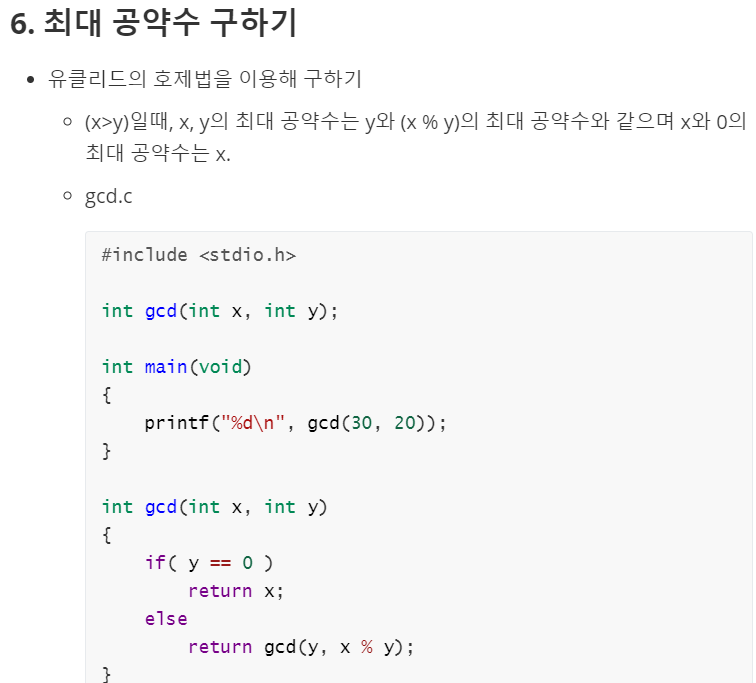 6. 최대 공약수 구하기
유클리드의 호제법을 이용해 구하기
(x>y)일때, x, y의 최대 공약수는 y와 (x % y)의 최대 공약수와 같으며 x와 0의
최대 공약수는 x.
gcd.c
#include <stdio.h>
int gcd(int x, int y);
int main(void)
{
    printf("%d\n", gcd(30, 20));
}
int gcd(int x, int y)
{
    if( y == 0 )
        return x;
    else
        return gcd(y, x % y);
}